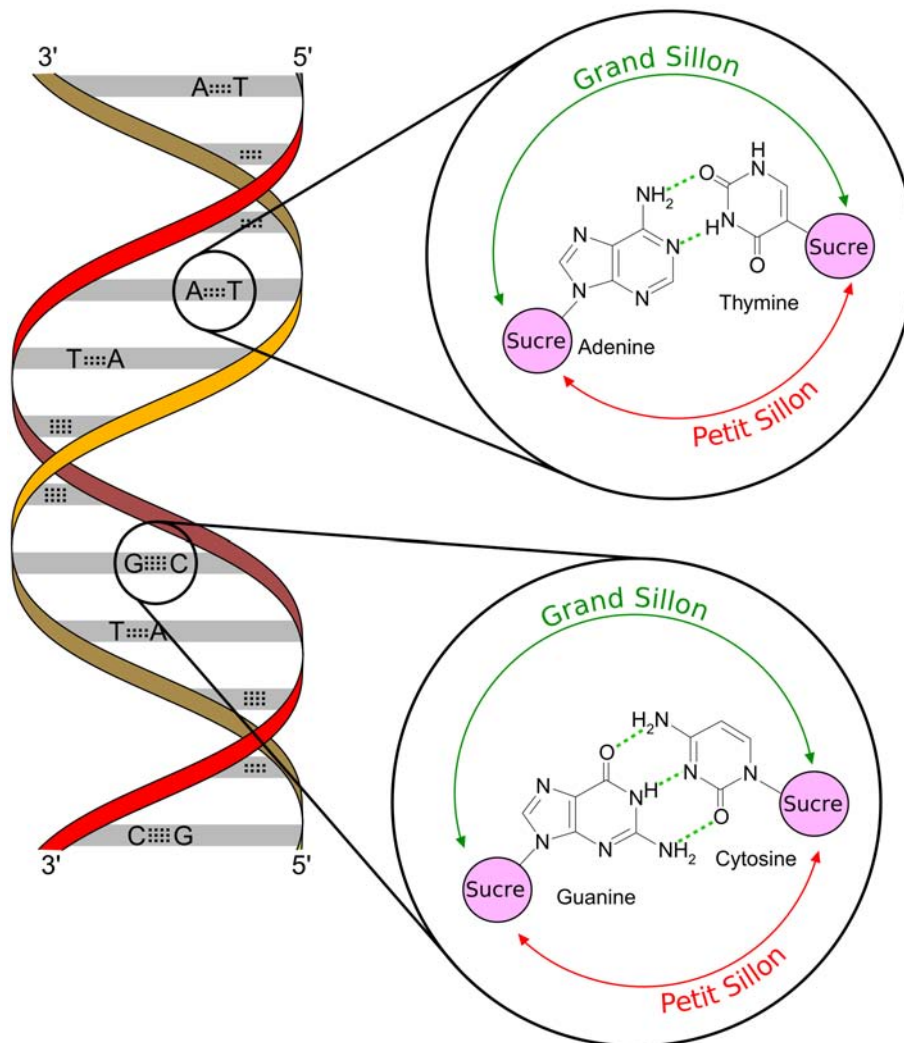 3' 5'
A T
A T
T A
G C
T A
C G
3' 5'
Grand Sillon
H
N
O
NH2
H
N
N
N
O
Sucre
N
N
Thymine
Sucre
Adenine
Petit Sillon
Grand Sillon
H2N
O
N
H
N
N
N
Sucre
O
N
N
NH2
Cytosine
Sucre
Guanine
Petit Sillon